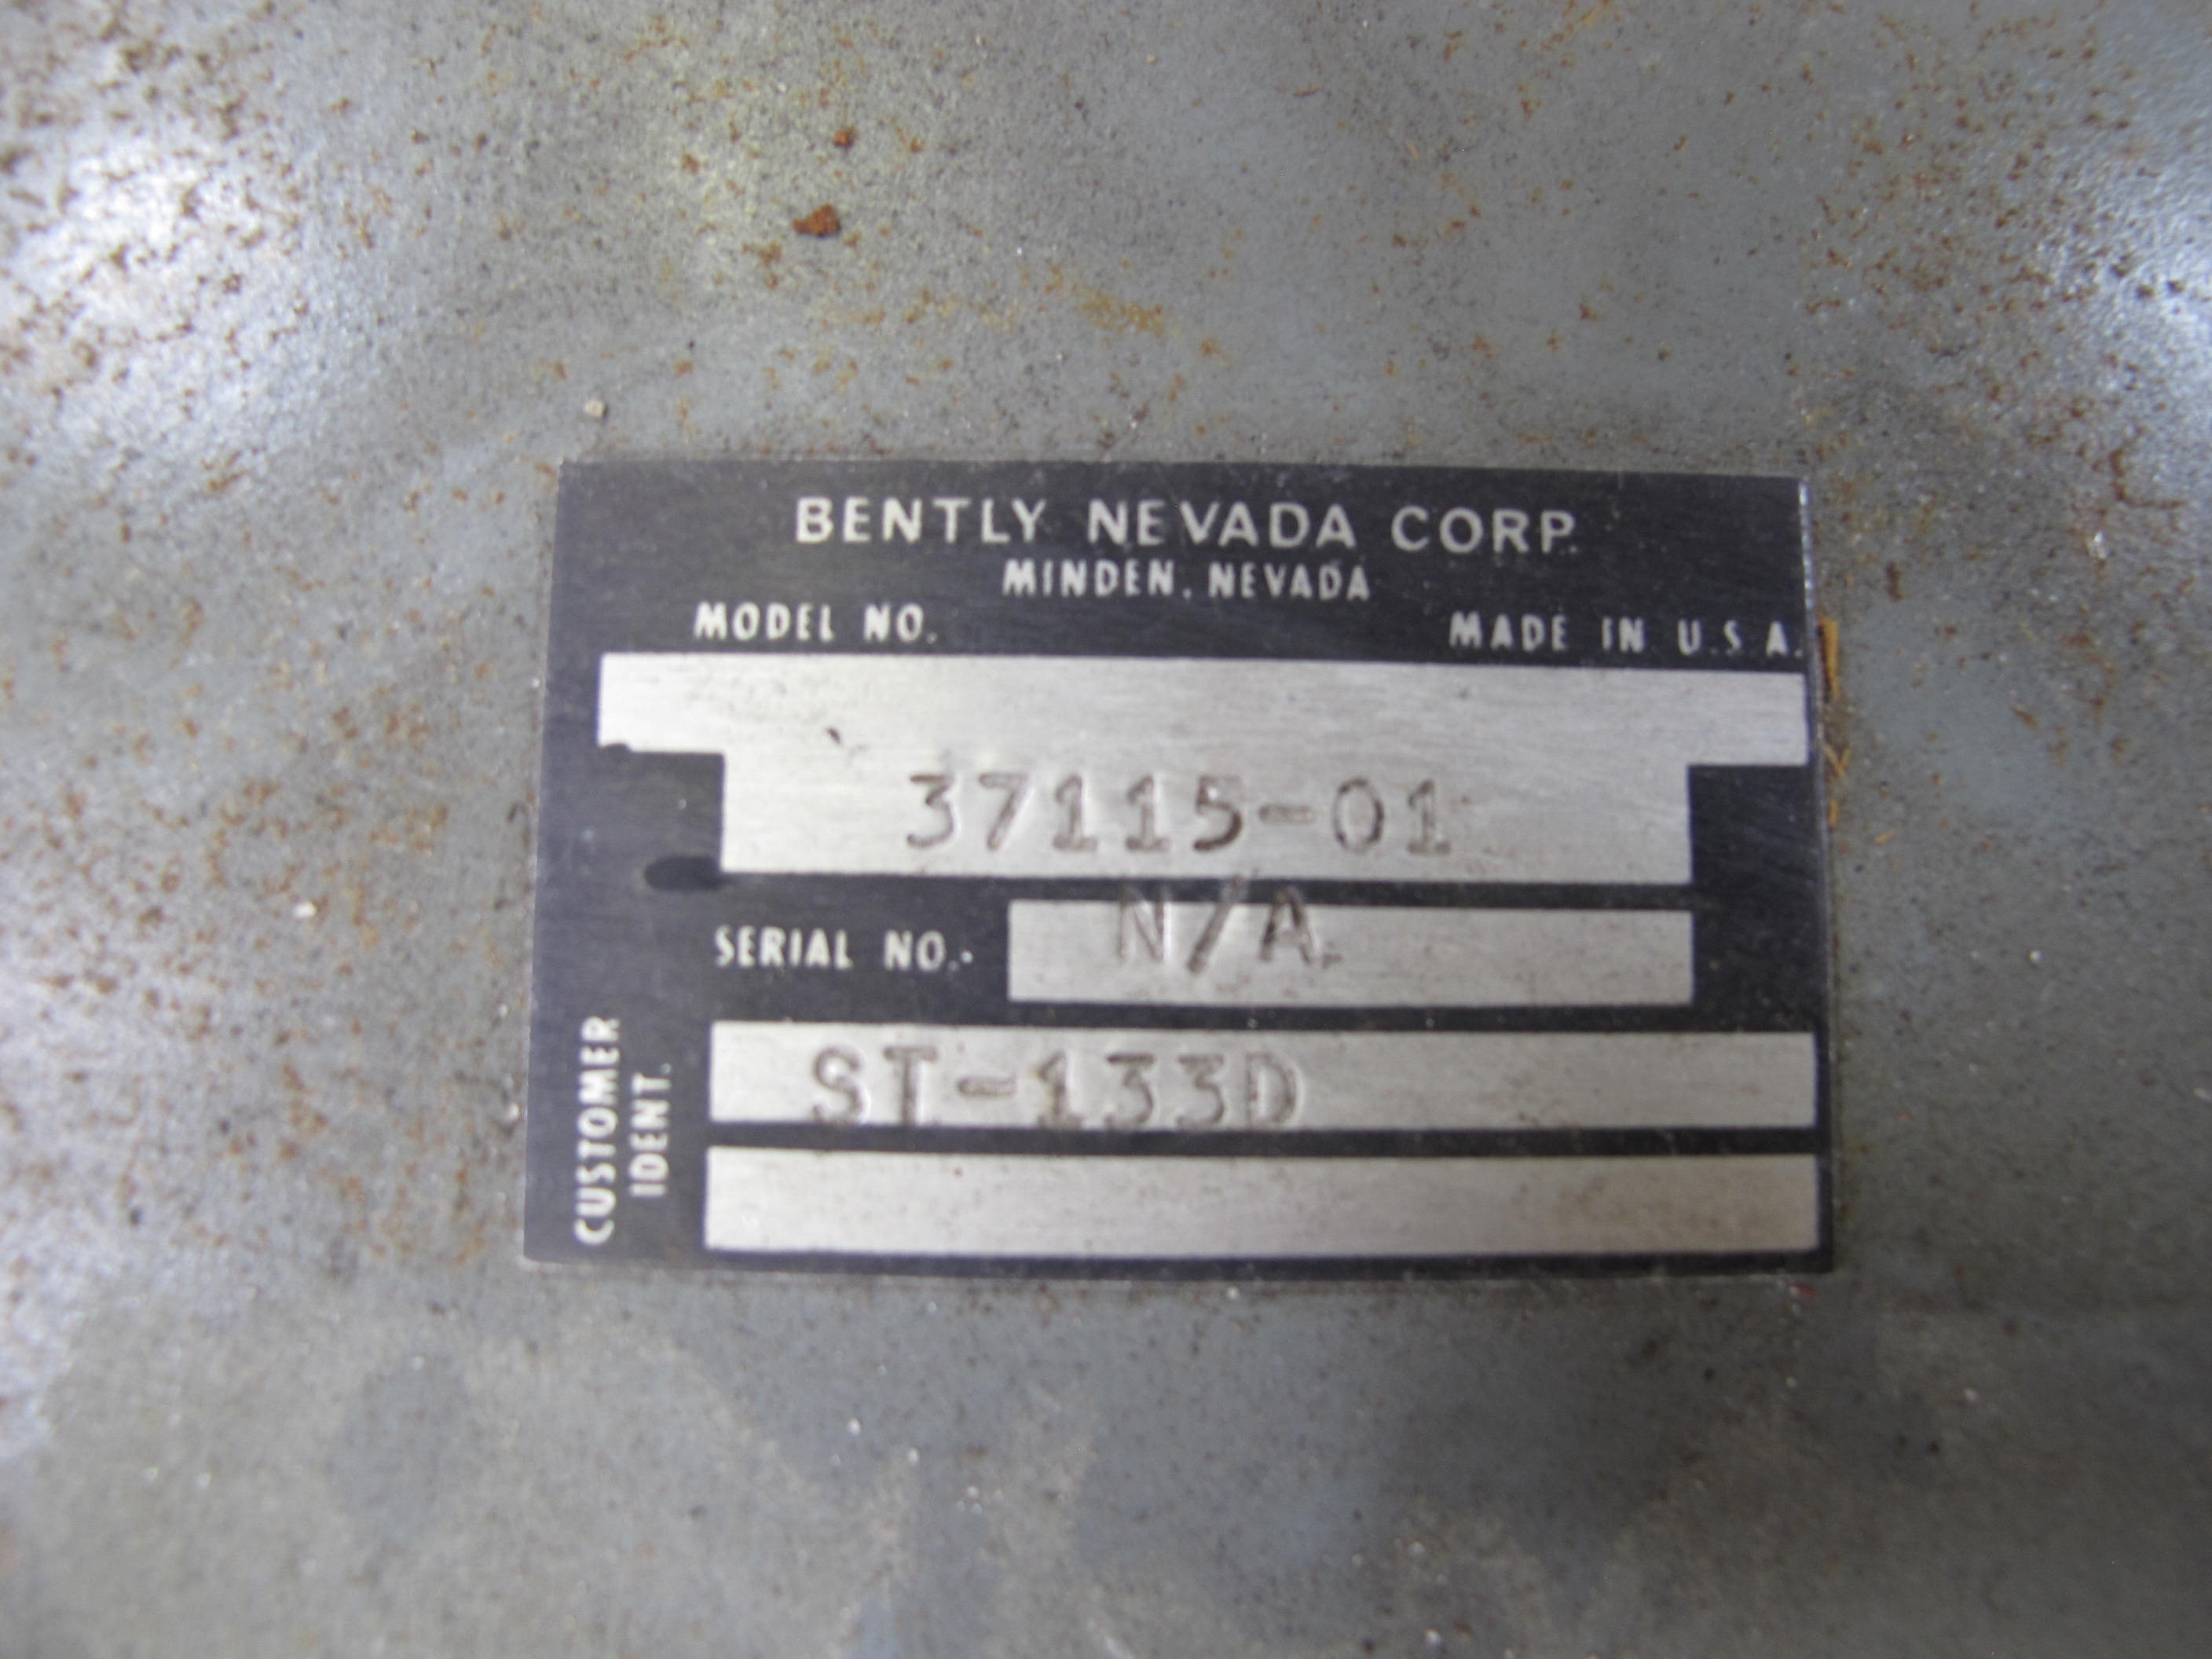 BENTLY NEVADA CORP.
MINDEN, NEVADA
MODEL NO. MADE IN U.S.A.
37115-01
SERIAL NO. N/A
CUSTOMER IDENT. ST-133D